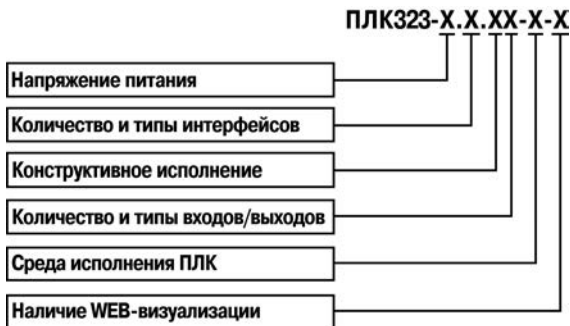 ПЛК323-Х.Х.ХХ-Х-Х
Напряжение питания
Количество и типы интерфейсов
Конструктивное исполнение
Количество и типы входов/выходов
Среда исполнения ПЛК
Наличие WEB-визуализации